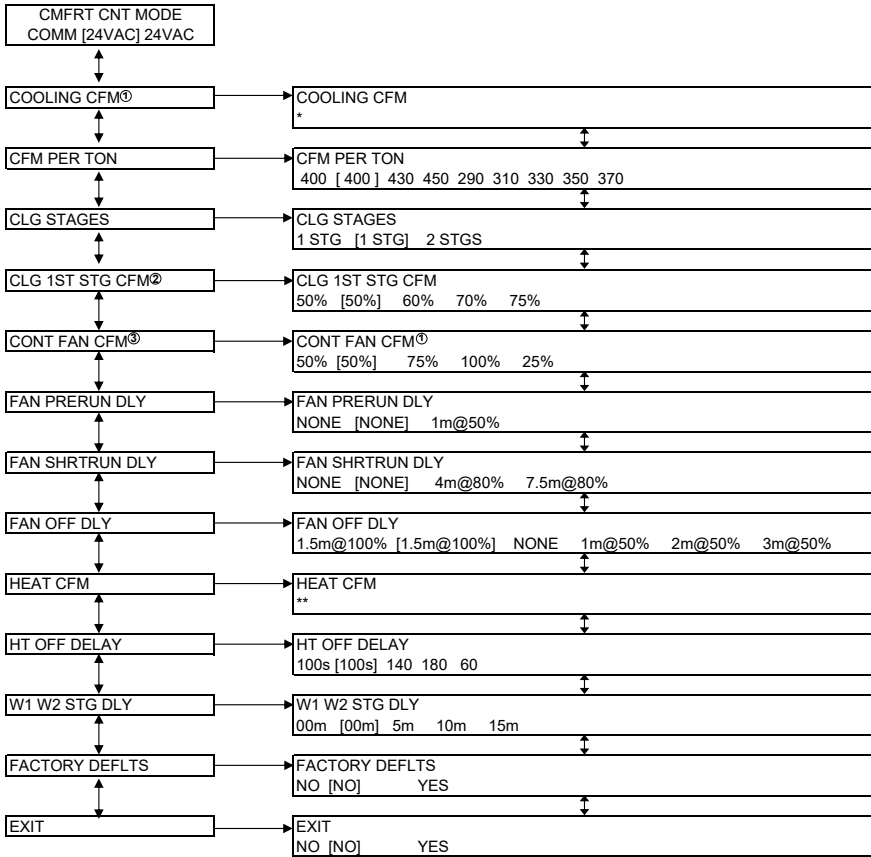 CMFRT CNT MODE
COMM [24VAC] 24VAC
COOLING CFM①
COOLING CFM
*
CFM PER TON
CFM PER TON
400 [ 400 ] 430 450 290 310 330 350 370
CLG STAGES
CLG STAGES
1 STG [1 STG] 2 STGS
CLG 1ST STG CFM②
CLG 1ST STG CFM
50% [50%] 60% 70% 75%
CONT FAN CFM③
CONT FAN CFM①
50% [50%] 75% 100% 25%
FAN PRERUN DLY
FAN PRERUN DLY
NONE [NONE] 1m@50%
FAN SHRTRUN DLY
FAN SHRTRUN DLY
NONE [NONE] 4m@80% 7.5m@80%
FAN OFF DLY
FAN OFF DLY
1.5m@100% [1.5m@100%] NONE 1m@50% 2m@50% 3m@50%
HEAT CFM
HEAT CFM
**
HT OFF DELAY
HT OFF DELAY
100s [100s] 140 180 60
W1 W2 STG DLY
W1 W2 STG DLY
00m [00m] 5m 10m 15m
FACTORY DEFLTS
FACTORY DEFLTS
NO [NO] YES
EXIT
EXIT
NO [NO] YES